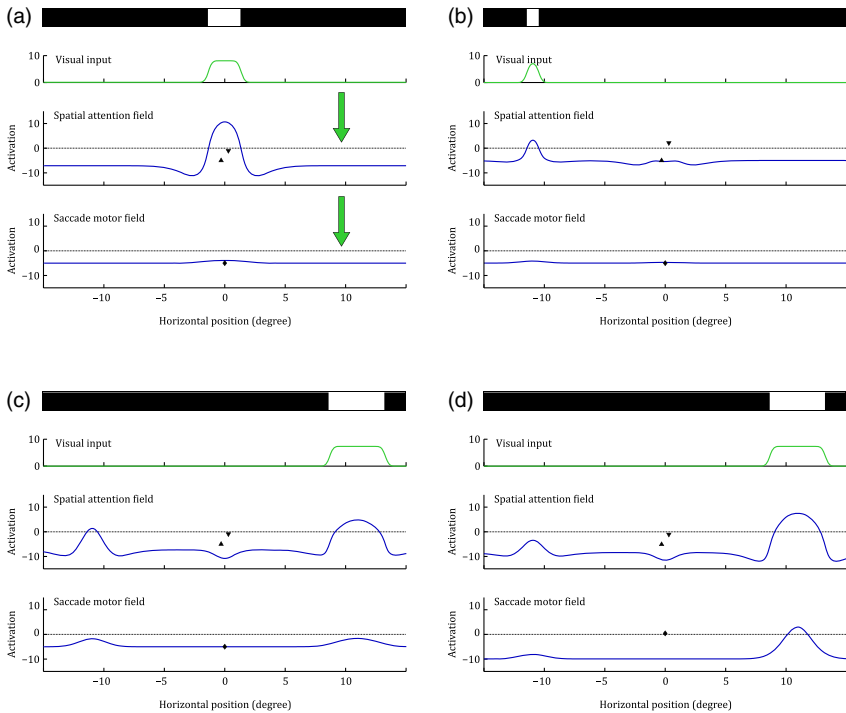 (a)
Visual input
10
0
Spatial attention field
10
0
−10
Activation
Saccade motor field
10
0
−10
Activation
−10 −5 0 5 10
Horizontal position (degree)
(b)
Visual input
10
0
Spatial attention field
10
0
−10
Activation
Saccade motor field
10
0
−10
Activation
−10 −5 0 5 10
Horizontal position (degree)
(c)
Visual input
10
0
Spatial attention field
10
0
−10
Activation
Saccade motor field
10
0
−10
Activation
−10 −5 0 5 10
Horizontal position (degree)
(d)
Visual input
10
0
Spatial attention field
10
0
−10
Activation
Saccade motor field
10
0
−10
Activation
−10 −5 0 5 10
Horizontal position (degree)